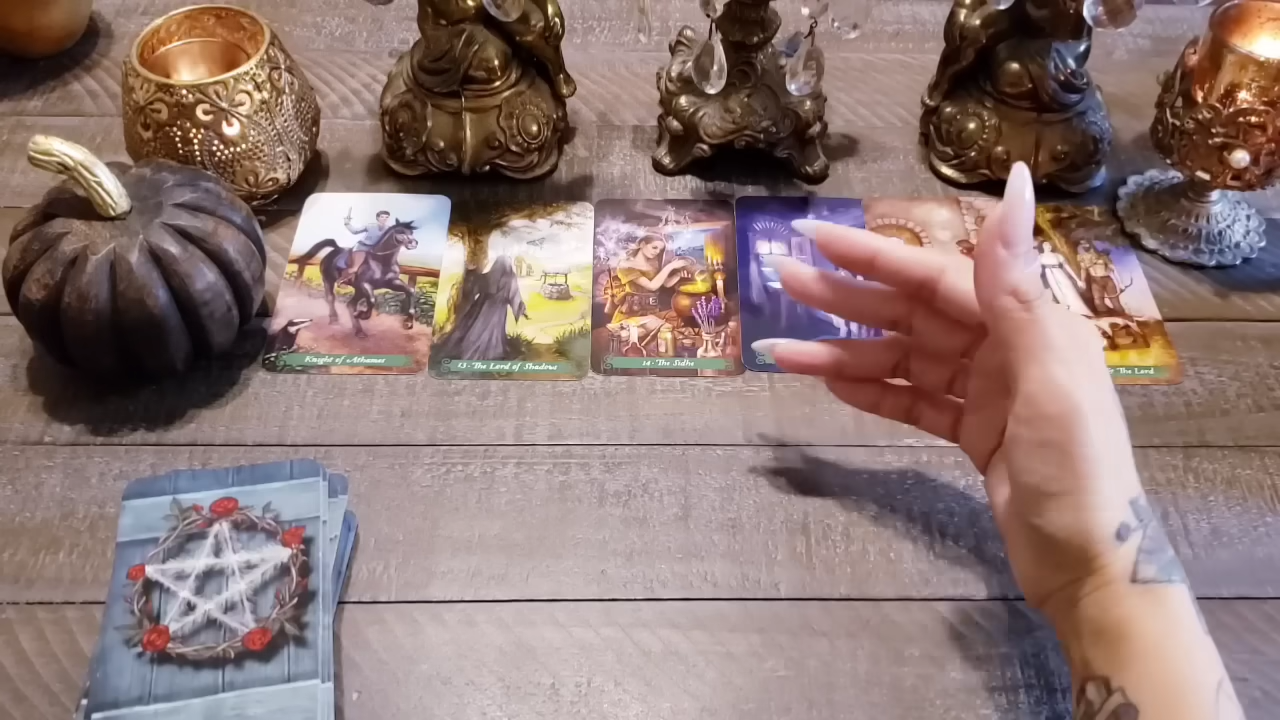 Knight of Athames
13 · The Lord of Shadows
14 · The Sidhe
The Lord